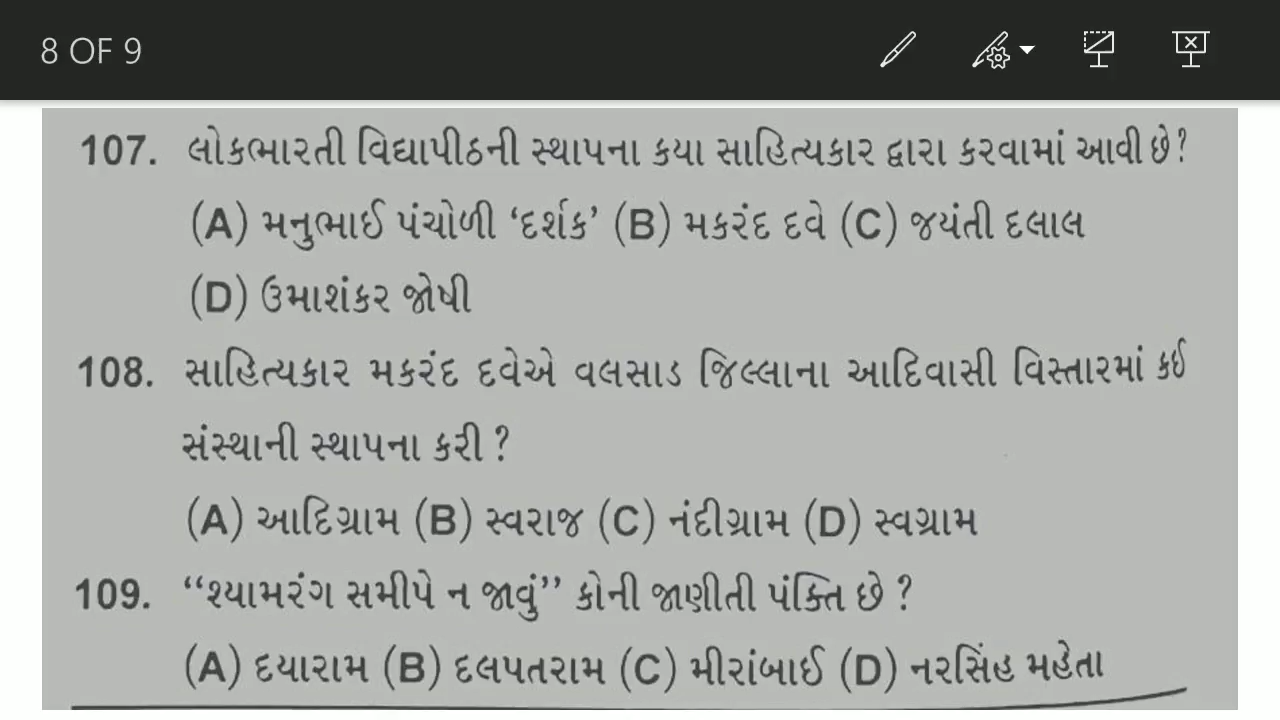 8 OF 9
107. લોકભારતી વિદ્યાપીઠની સ્થાપના કયા સાહિત્યકાર દ્વારા કરવામાં આવી છે?
(A) મનુભાઈ પંચોળી ‘દર્શક’ (B) મકરંદ દવે (C) જયંતી દલાલ
(D) ઉમાશંકર જોષી
108. સાહિત્યકાર મકરંદ દવેએ વલસાડ જિલ્લાના આદિવાસી વિસ્તારમાં કઈ
સંસ્થાની સ્થાપના કરી ?
(A) આદિગ્રામ (B) સ્વરાજ (C) નંદીગ્રામ (D) સ્વગ્રામ
109. “શ્યામરંગ સમીપે ન જાવું” કોની જાણીતી પંક્તિ છે ?
(A) દયારામ (B) દલપતરામ (C) મીરાંબાઈ (D) નરસિંહ મહેતા